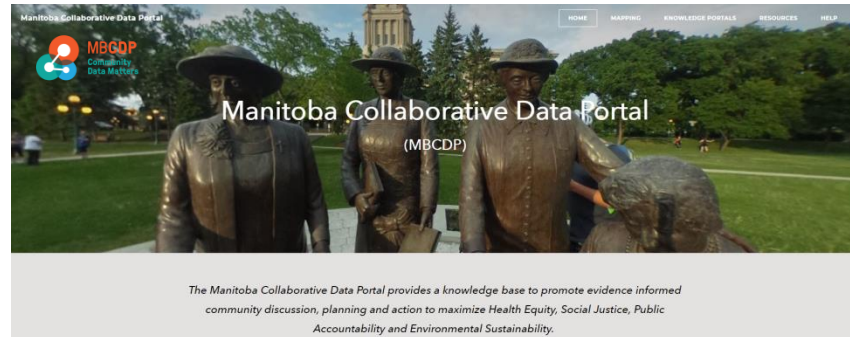 Manitoba Collaborative Data Portal
HOME MAPPING KNOWLEDGE PORTALS RESOURCES HELP
MBCDP
Community
Data Matters
Manitoba Collaborative Data Portal
(MBCDP)
The Manitoba Collaborative Data Portal provides a knowledge base to promote evidence informed
community discussion, planning and action to maximize Health Equity, Social Justice, Public
Accountability and Environmental Sustainability.